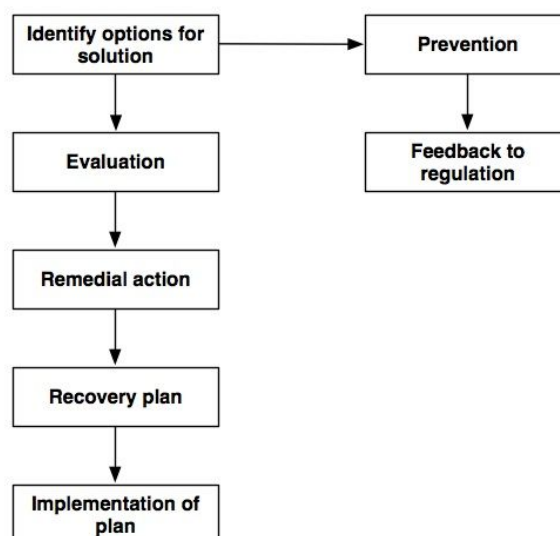 Identify options for
solution
Prevention
Evaluation
Feedback to
regulation
Remedial action
Recovery plan
Implementation of
plan